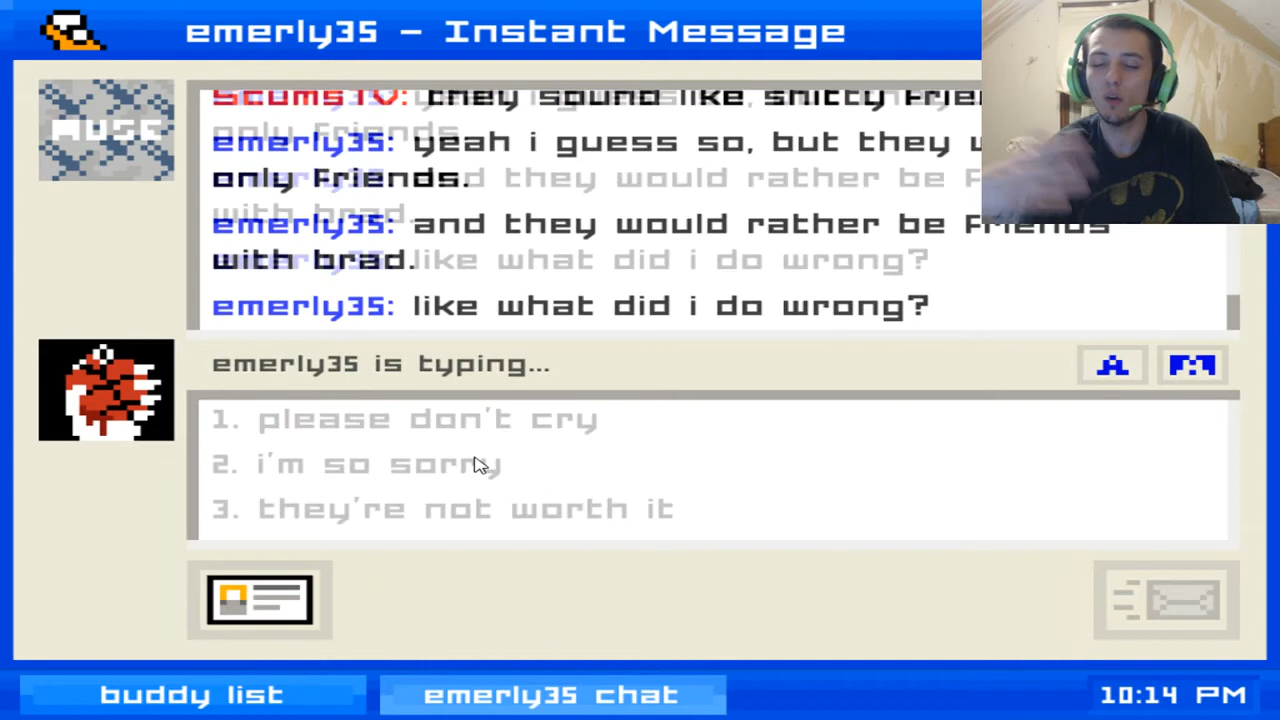 emerly35 - Instant Message
MUSE
ScumsTV: they sound like shitty
emerly35: yeah i guess so, but they
only friends.
emerly35: and they would rather be friends
with brad.
emerly35: like what did i do wrong?
emerly35 is typing...
A
1. please don't cry
2. i'm so sorry
3. they're not worth it
buddy list
emerly35 chat
10:14 PM